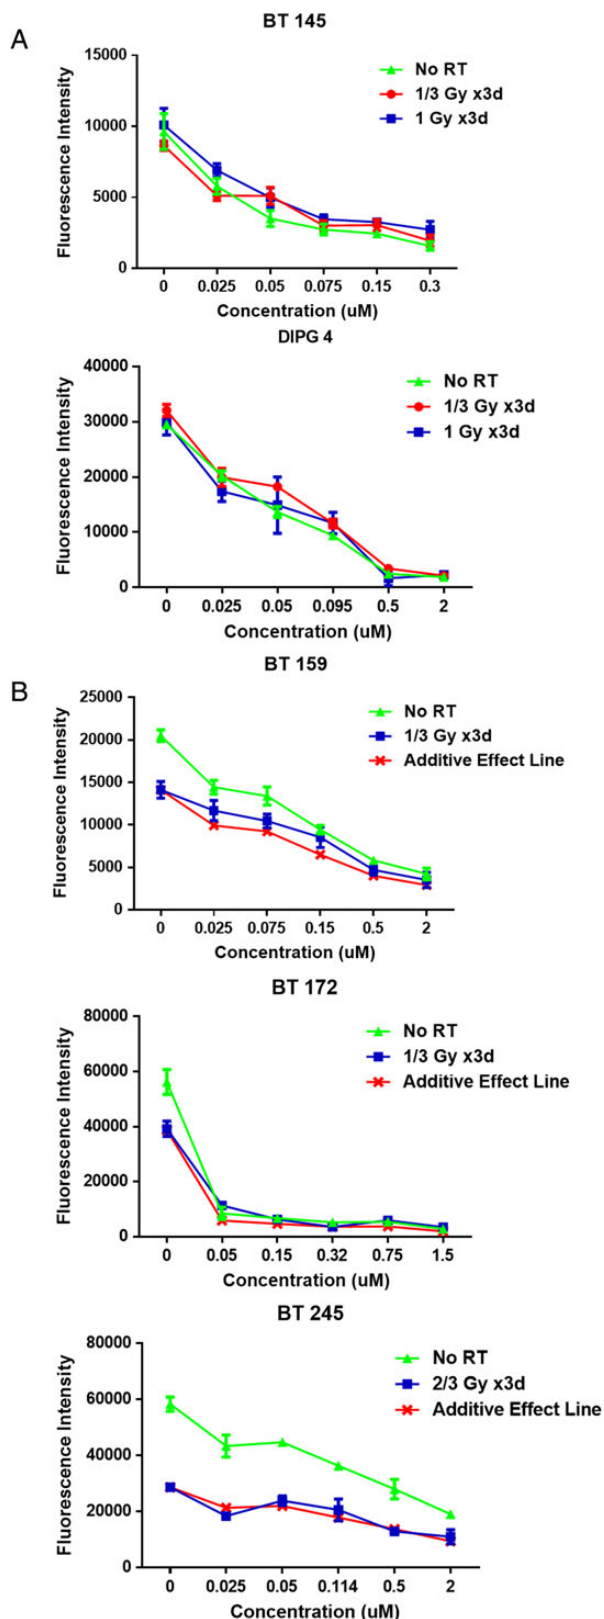 A
BT 145
15000
10000
5000
0
Fluorescence Intensity
No RT
1/3 Gy x3d
1 Gy x3d
0 0.025 0.05 0.075 0.15 0.3
Concentration (uM)
DIPG 4
40000
30000
20000
10000
0
Fluorescence Intensity
No RT
1/3 Gy x3d
1 Gy x3d
0 0.025 0.05 0.095 0.5 2
Concentration (uM)
B
BT 159
25000
20000
15000
10000
5000
0
Fluorescence Intensity
No RT
1/3 Gy x3d
Additive Effect Line
0 0.025 0.075 0.15 0.5 2
Concentration (uM)
BT 172
80000
60000
40000
20000
0
Fluorescence Intensity
No RT
1/3 Gy x3d
Additive Effect Line
0 0.05 0.15 0.32 0.75 1.5
Concentration (uM)
BT 245
80000
60000
40000
20000
0
Fluorescence Intensity
No RT
2/3 Gy x3d
Additive Effect Line
0 0.025 0.05 0.114 0.5 2
Concentration (uM)